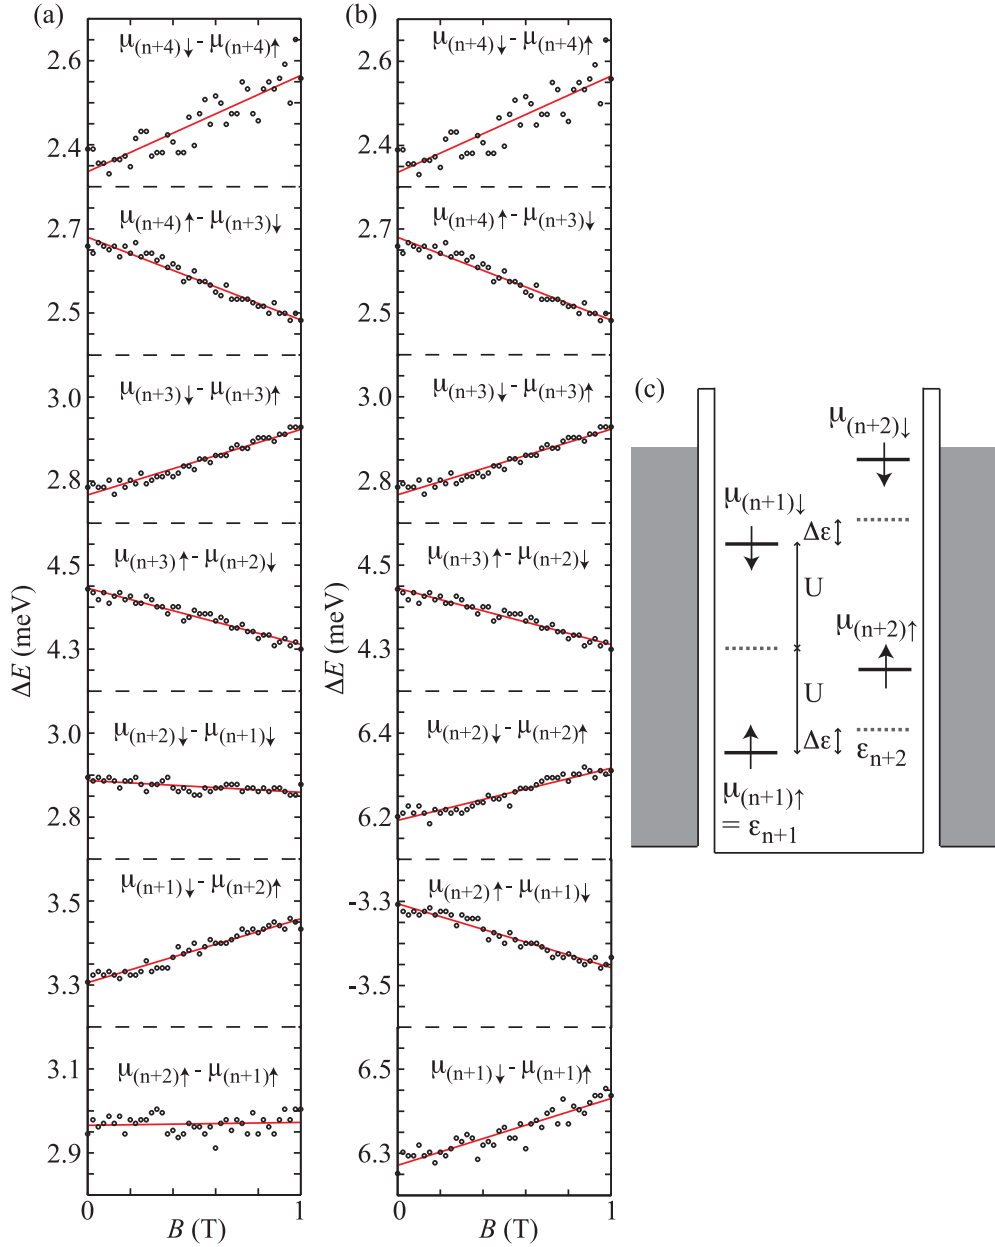 (a)
μ(n+4)↓ - μ(n+4)↑
2.6
2.4
μ(n+4)↑ - μ(n+3)↓
2.7
2.5
μ(n+3)↓ - μ(n+3)↑
3.0
2.8
μ(n+3)↑ - μ(n+2)↓
4.5
4.3
μ(n+2)↓ - μ(n+1)↓
3.0
2.8
μ(n+1)↓ - μ(n+2)↑
3.5
3.3
μ(n+2)↑ - μ(n+1)↑
3.1
2.9
ΔE (meV)
0
1
B (T)
(b)
μ(n+4)↓ - μ(n+4)↑
2.6
2.4
μ(n+4)↑ - μ(n+3)↓
2.7
2.5
μ(n+3)↓ - μ(n+3)↑
3.0
2.8
μ(n+3)↑ - μ(n+2)↓
4.5
4.3
μ(n+2)↓ - μ(n+2)↑
6.4
6.2
μ(n+2)↑ - μ(n+1)↓
-3.3
-3.5
μ(n+1)↓ - μ(n+1)↑
6.5
6.3
ΔE (meV)
0
1
B (T)
(c)
μ(n+2)↓
μ(n+1)↓
Δε
U
μ(n+2)↑
U
Δε
εn+2
μ(n+1)↑
= εn+1